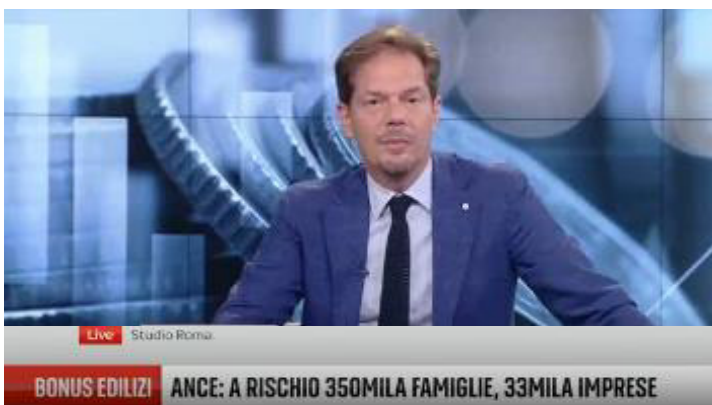 Live Studio Roma
BONUS EDILIZI ANCE: A RISCHIO 350MILA FAMIGLIE, 33MILA IMPRESE